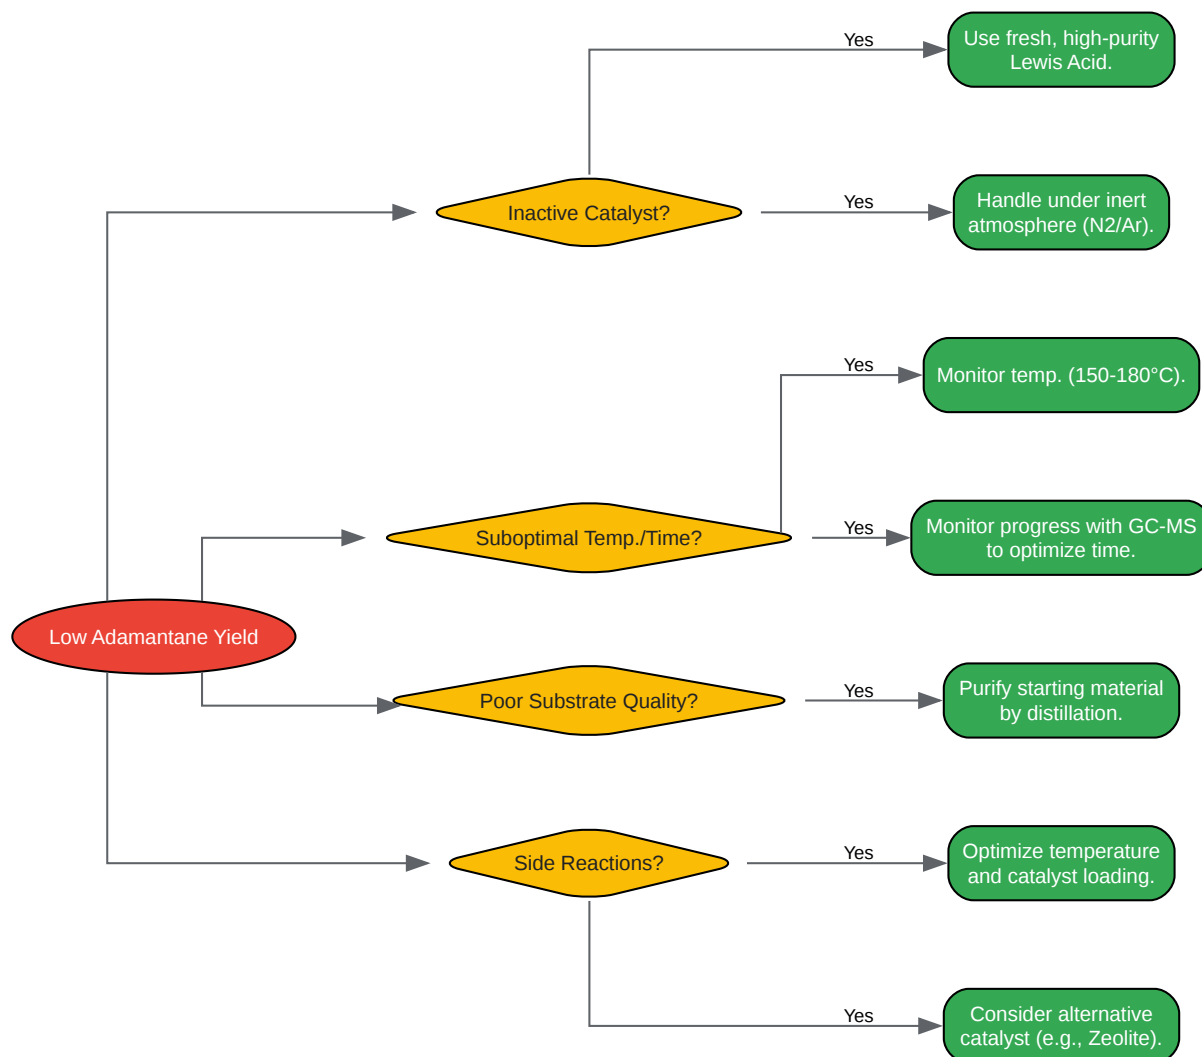 Yes
Use fresh, high-purity
Lewis Acid.
Inactive Catalyst?
Yes
Handle under inert
atmosphere (N2/Ar).
Yes
Monitor temp. (150-180°C).
Suboptimal Temp./Time?
Yes
Monitor progress with GC-MS
to optimize time.
Low Adamantane Yield
Poor Substrate Quality?
Yes
Purify starting material
by distillation.
Side Reactions?
Yes
Optimize temperature
and catalyst loading.
Yes
Consider alternative
catalyst (e.g., Zeolite).